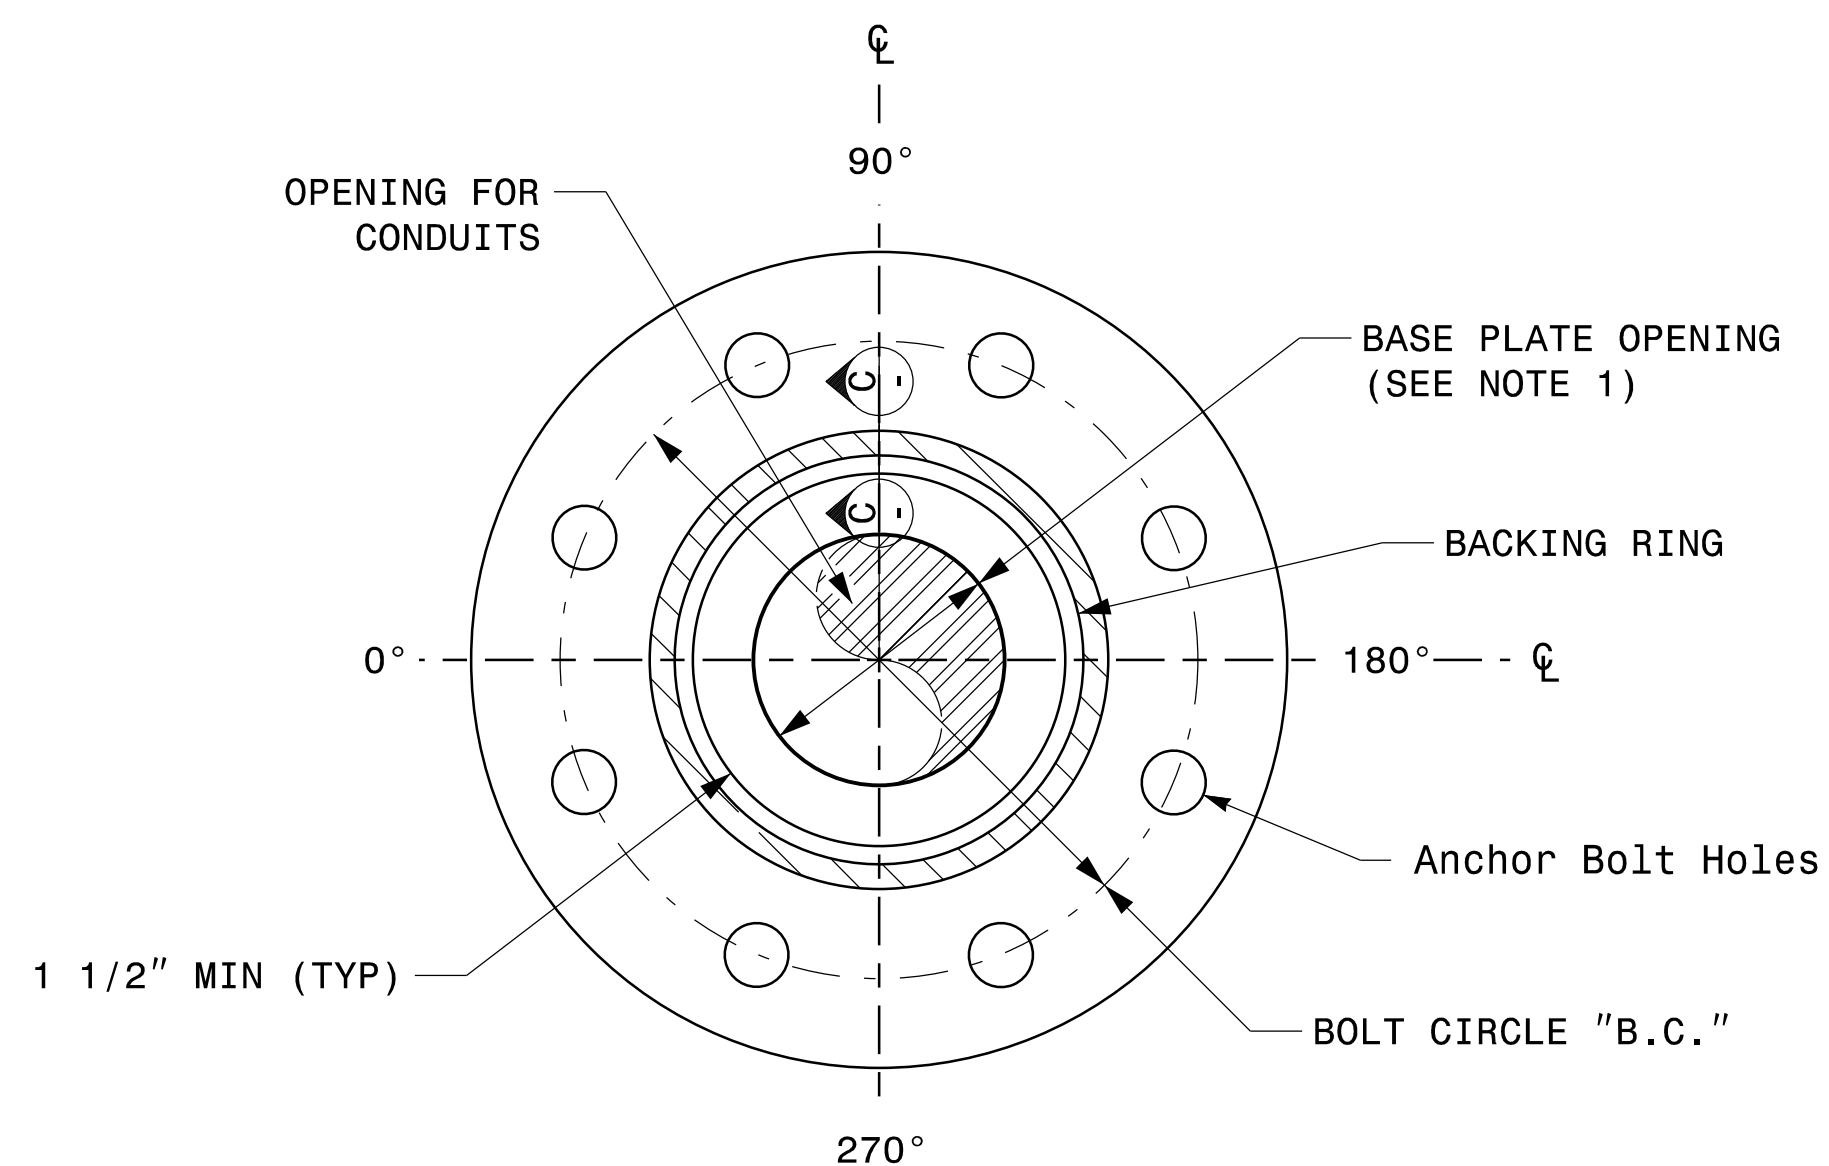 ℄
90°
OPENING FOR
CONDUITS
BASE PLATE OPENING
(SEE NOTE 1)
C
-
C
-
BACKING RING
0°
180°
℄
Anchor Bolt Holes
1 1/2" MIN (TYP)
BOLT CIRCLE "B.C."
270°